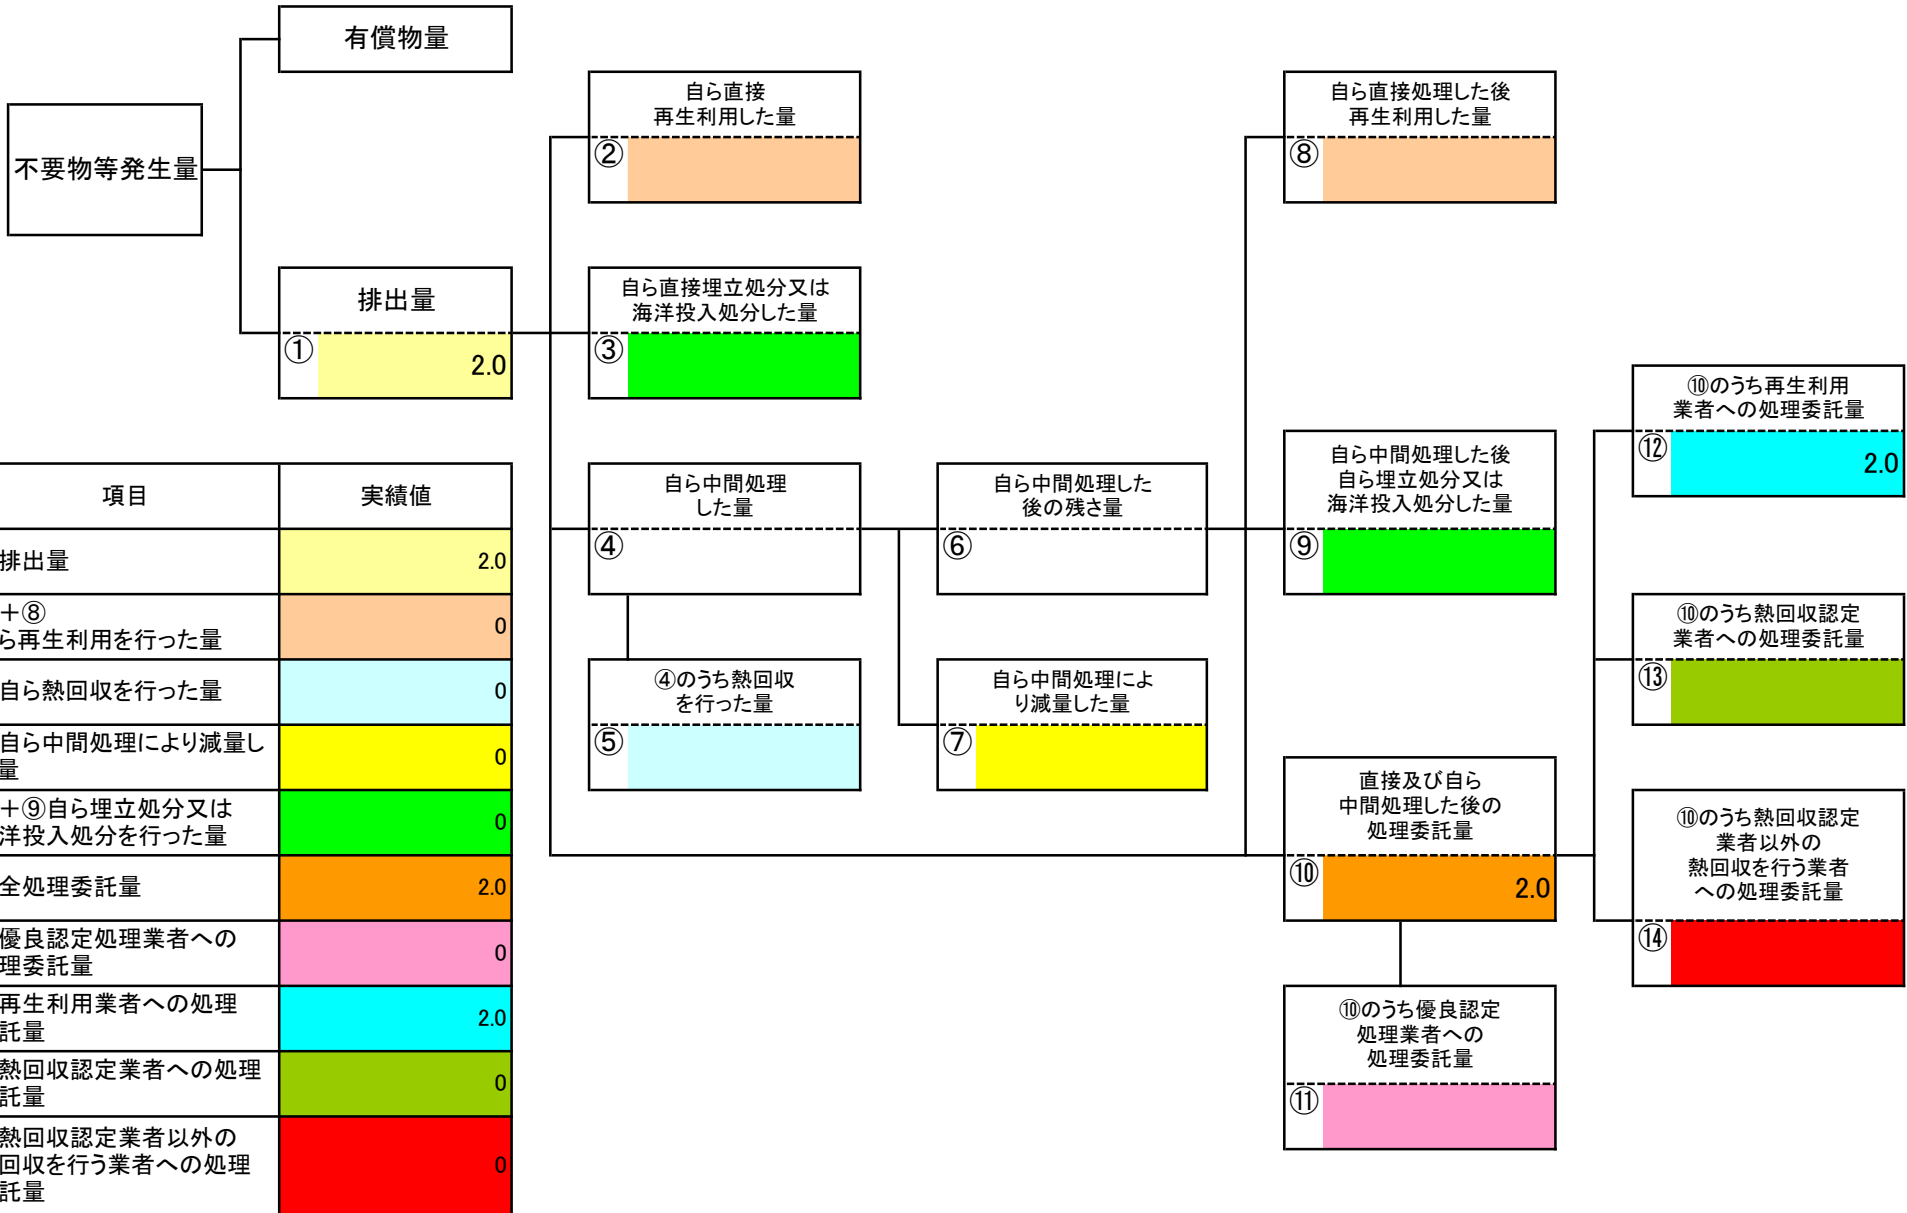 有償物量
不要物等発生量
排出量
①
2.0
自ら直接
再生利用した量
②
自ら直接埋立処分又は
海洋投入処分した量
③
自ら中間処理
した量
④
④のうち熱回収
を行った量
⑤
自ら中間処理した
後の残さ量
⑥
自ら中間処理によ
り減量した量
⑦
自ら直接処理した後
再生利用した量
⑧
自ら中間処理した後
自ら埋立処分又は
海洋投入処分した量
⑨
直接及び自ら
中間処理した後の
処理委託量
⑩
2.0
⑩のうち優良認定
処理業者への
処理委託量
⑪
⑩のうち再生利用
業者への処理委託量
⑫
2.0
⑩のうち熱回収認定
業者への処理委託量
⑬
⑩のうち熱回収認定
業者以外の
熱回収を行う業者
への処理委託量
⑭
項目
実績値
排出量
2.0
+⑧
ら再生利用を行った量
0
自ら熱回収を行った量
0
自ら中間処理により減量し
量
0
+⑨自ら埋立処分又は
洋投入処分を行った量
0
全処理委託量
2.0
優良認定処理業者への
理委託量
0
再生利用業者への処理
託量
2.0
熱回収認定業者への処理
託量
0
熱回収認定業者以外の
回収を行う業者への処理
託量
0